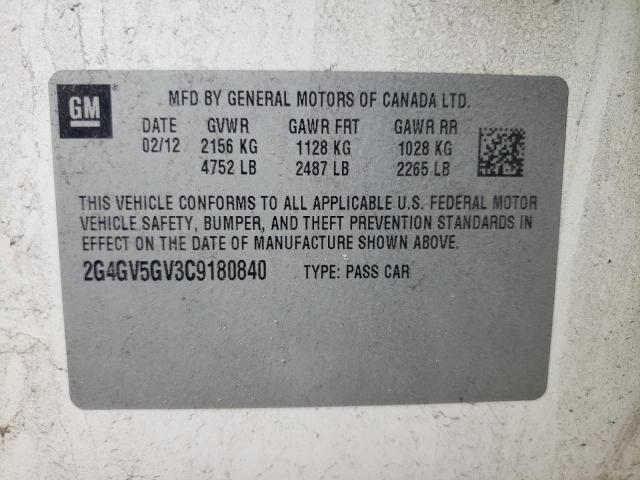 GM
MFD BY GENERAL MOTORS OF CANADA LTD.
DATE GVWR GAWR FRT GAWR RR
02/12 2156 KG 1128 KG 1028 KG
4752 LB 2487 LB 2265 LB
THIS VEHICLE CONFORMS TO ALL APPLICABLE U.S. FEDERAL MOTOR
VEHICLE SAFETY, BUMPER, AND THEFT PREVENTION STANDARDS IN
EFFECT ON THE DATE OF MANUFACTURE SHOWN ABOVE.
2G4GV5GV3C9180840 TYPE: PASS CAR